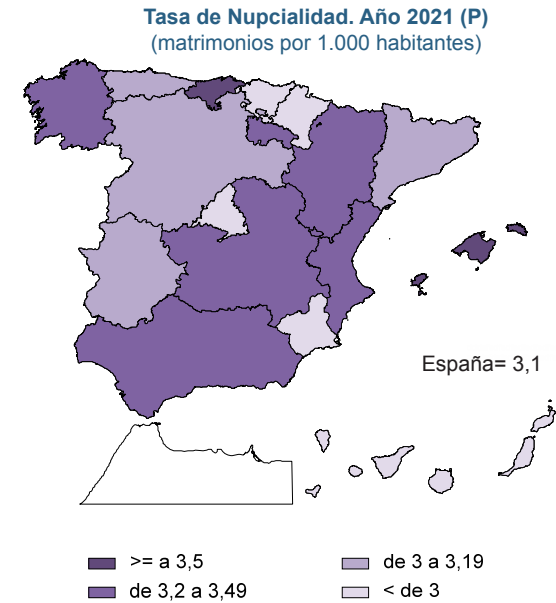 Tasa de Nupcialidad. Año 2021 (P)
(matrimonios por 1.000 habitantes)
España= 3,1
>= a 3,5
de 3 a 3,19
de 3,2 a 3,49
< de 3